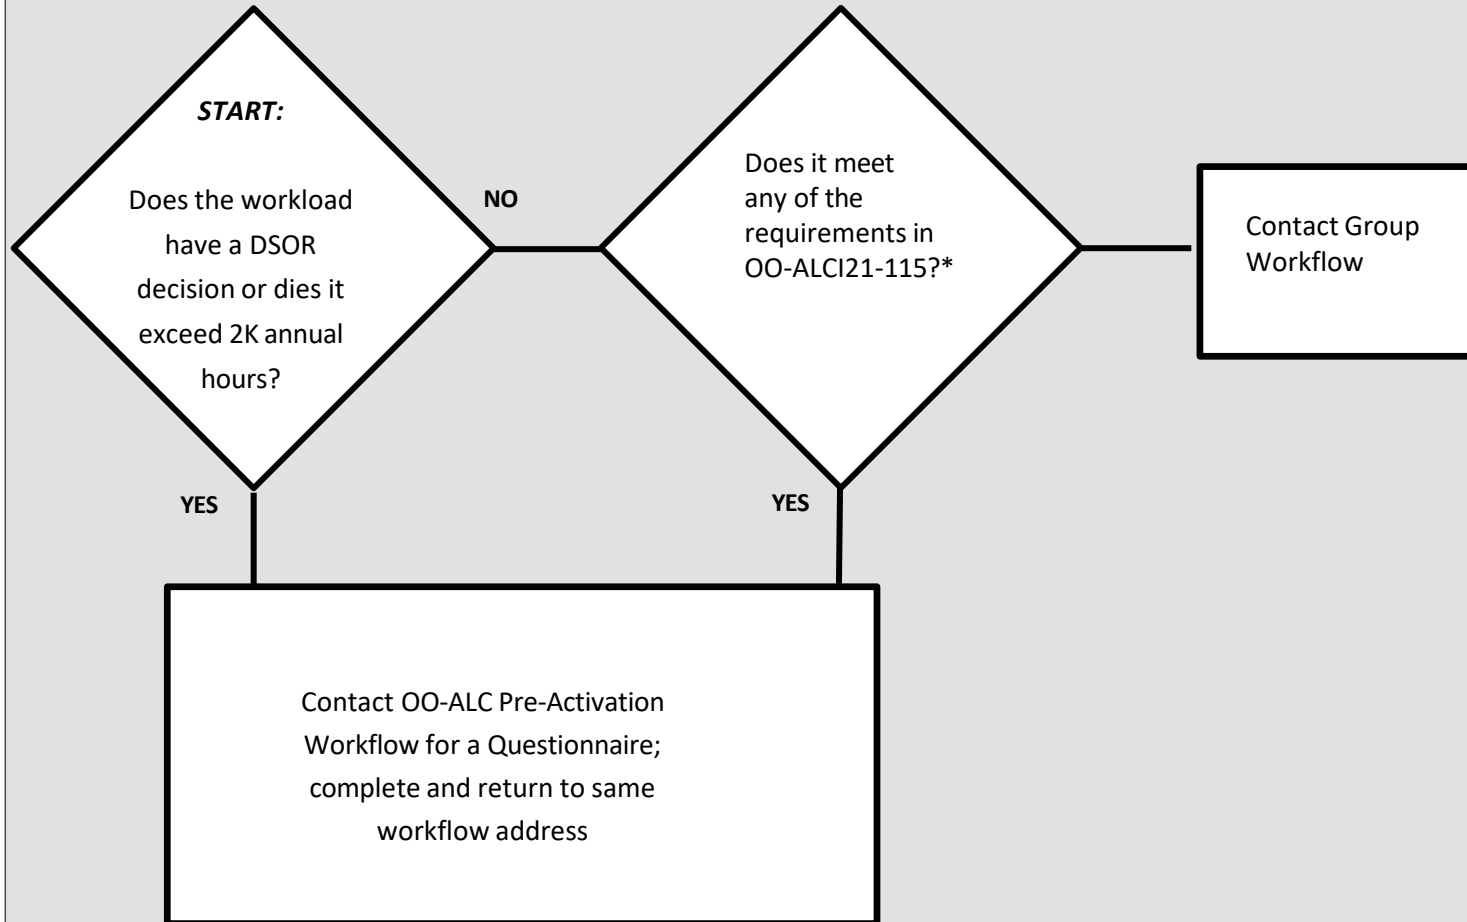 START:
Does the workload
have a DSOR
decision or dies it
exceed 2K annual
hours?
NO
Does it meet
any of the
requirements in
OO-ALCI21-115?*
Contact Group
Workflow
YES
YES
Contact OO-ALC Pre-Activation
Workflow for a Questionnaire;
complete and return to same
workflow address